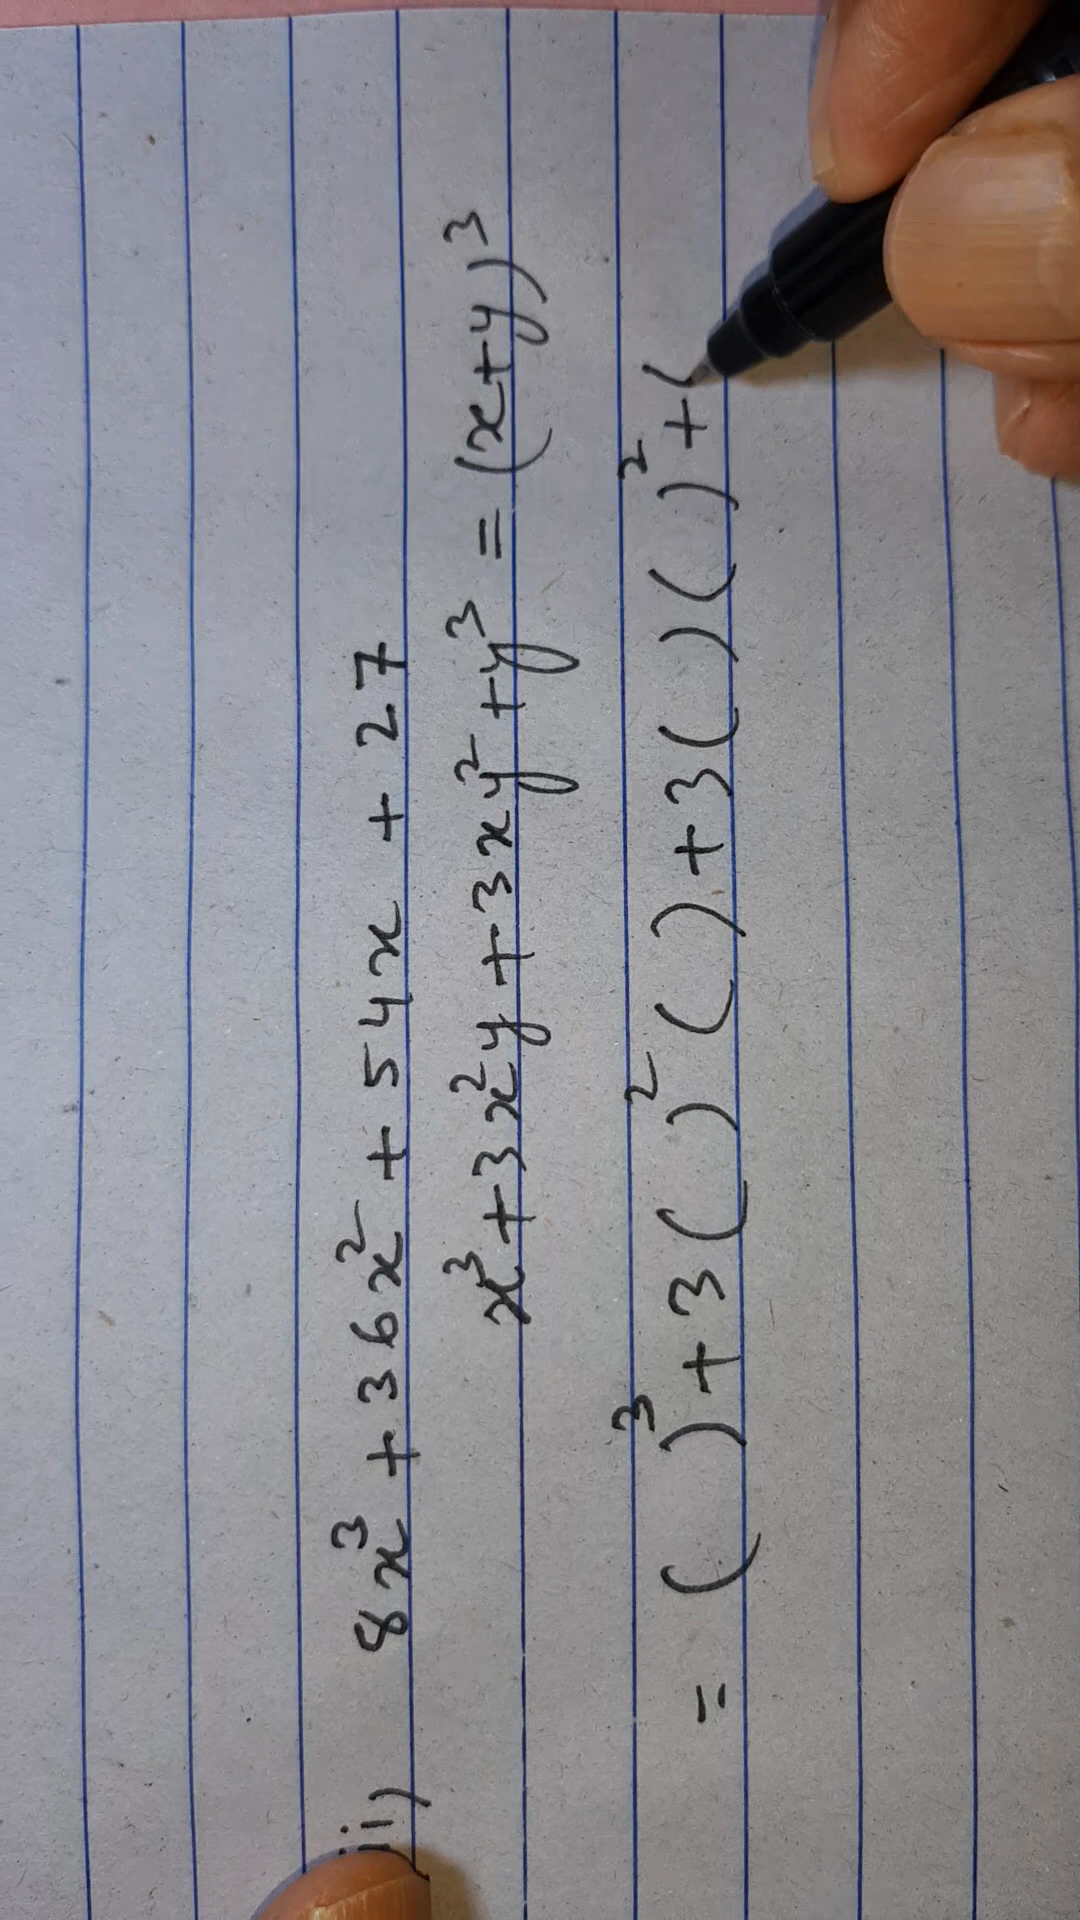 ii) 8x³ + 36x² + 54x + 27
x³ + 3x²y + 3xy² + y³ = (x+y)³
= ( )³ + 3( )² ( ) + 3( )( )² + (